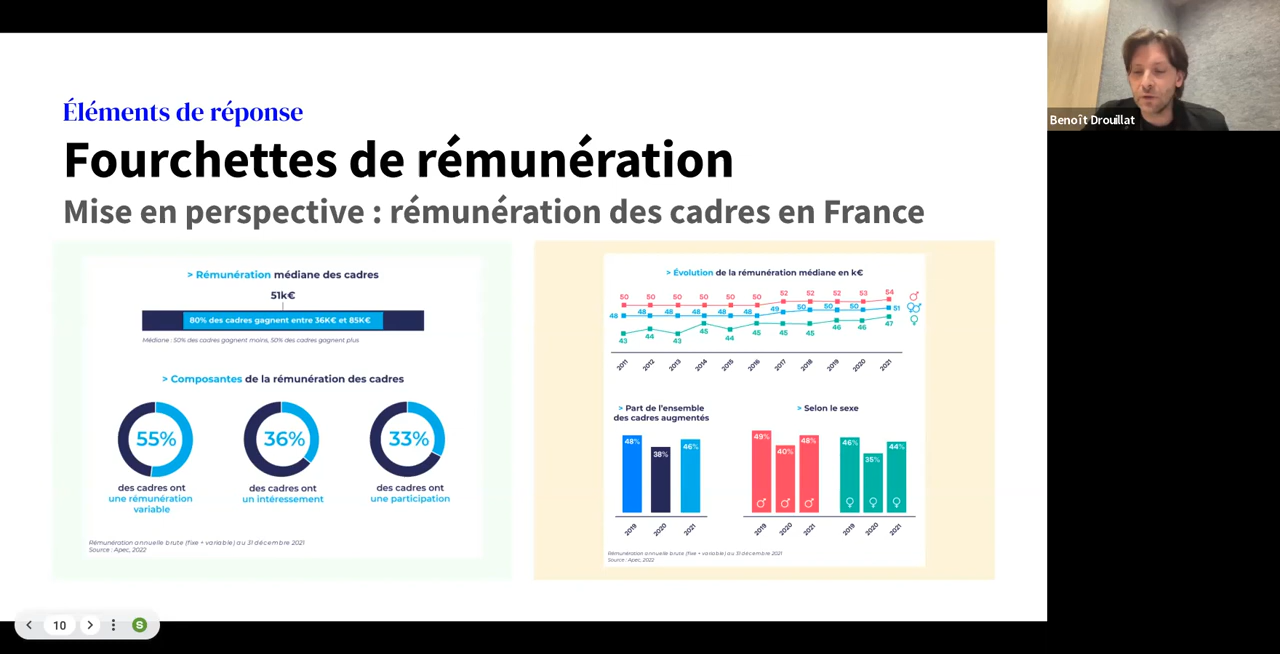 Éléments de réponse
Fourchettes de rémunération
Mise en perspective : rémunération des cadres en France
> Rémunération médiane des cadres
51k€
80% des cadres gagnent entre 36K€ et 85K€
Médiane : 50% des cadres gagnent moins, 50% des cadres gagnent plus
> Composantes de la rémunération des cadres
55%
des cadres ont
une rémunération
variable
36%
des cadres ont
un intéressement
33%
des cadres ont
une participation
Rémunération annuelle brute (fixe + variable) au 31 décembre 2021
Source : Apec, 2022
> Évolution de la rémunération médiane en k€
50 50 50 50 50 50 52 52 52 53 54
48 48 48 48 48 48 49 50 50 50 51
43 44 43 45 44 45 45 45 46 46 47
2011 2012 2013 2014 2015 2016 2017 2018 2019 2020 2021
> Part de l'ensemble
des cadres augmentés
48% 38% 46%
2019 2020 2021
> Selon le sexe
49% 40% 48% 46% 35% 44%
2019 2020 2021 2019 2020 2021
Rémunération annuelle brute (fixe + variable) au 31 décembre 2021
Source : Apec, 2022
10
S
Benoît Drouillat